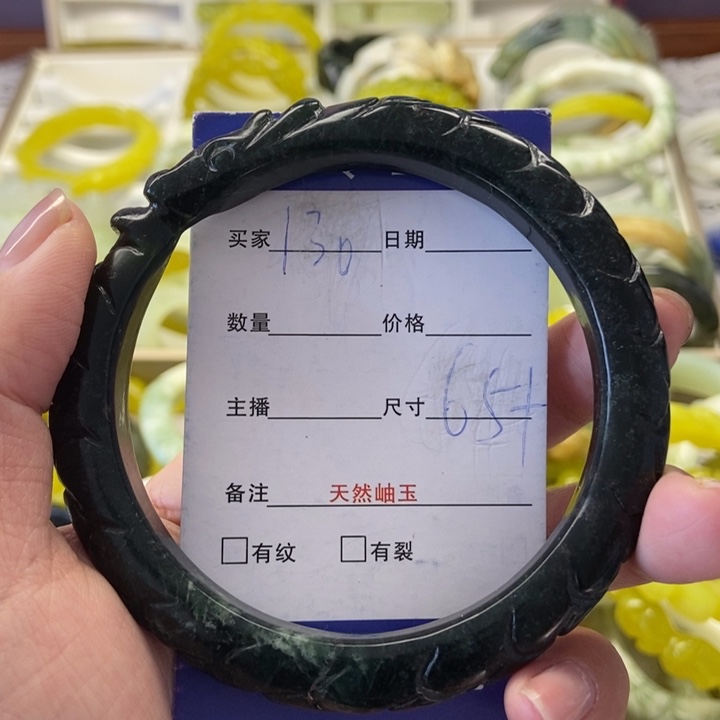 买家 130 日期
数量 价格
主播 尺寸 65+
备注 天然岫玉
有纹 有裂